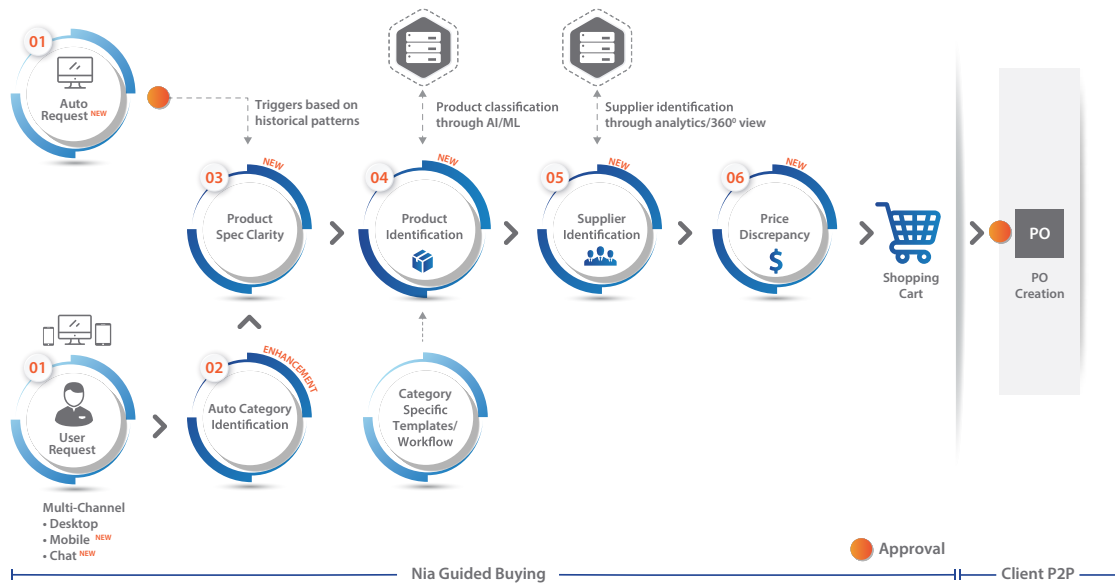 01
Auto
Request NEW
Triggers based on
historical patterns
Product classification
through AI/ML
Supplier identification
through analytics/360⁰ view
03
NEW
Product
Spec Clarity
04
NEW
Product
Identification
05
NEW
Supplier
Identification
06
NEW
Price
Discrepancy
$
Shopping
Cart
PO
PO
Creation
01
User
Request
02
ENHANCEMENT
Auto Category
Identification
Category
Specific
Templates/
Workflow
Multi-Channel
• Desktop
• Mobile NEW
• Chat NEW
Approval
Nia Guided Buying
Client P2P